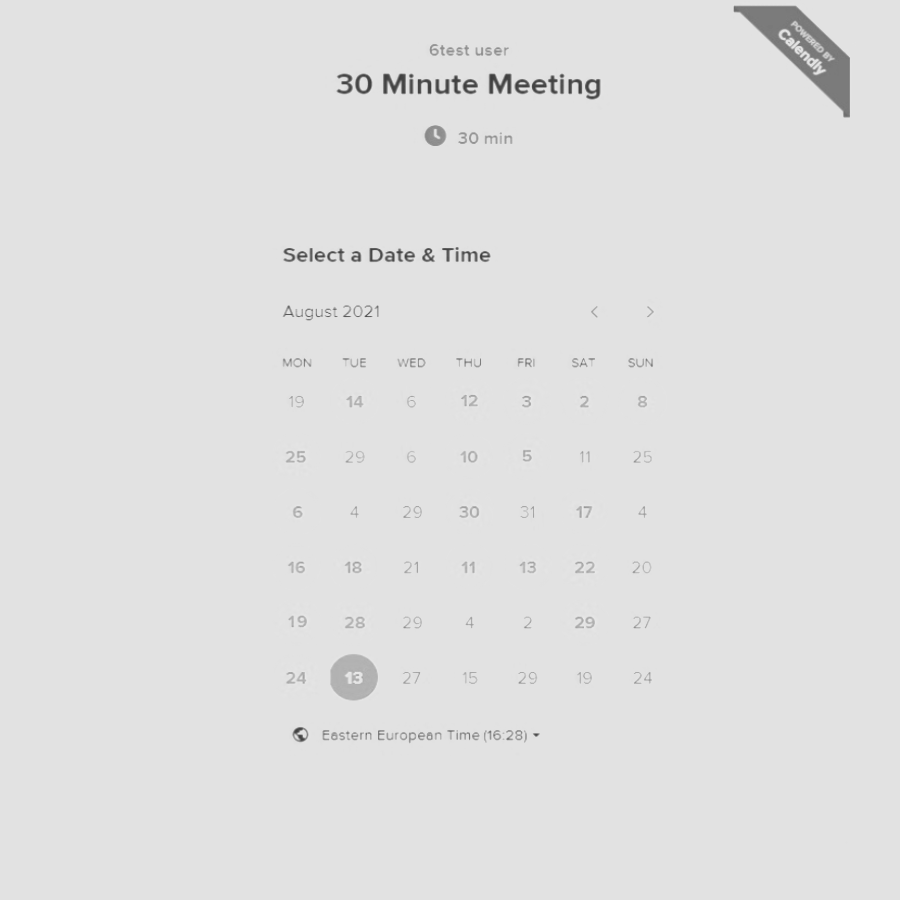 POWERED BY
Calendly
6test user
30 Minute Meeting
30 min
Select a Date & Time
August 2021
MON TUE WED THU FRI SAT SUN
19 14 6 12 3 2 8
25 29 6 10 5 11 25
6 4 29 30 31 17 4
16 18 21 11 13 22 20
19 28 29 4 2 29 27
24 13 27 15 29 19 24
Eastern European Time (16:28)